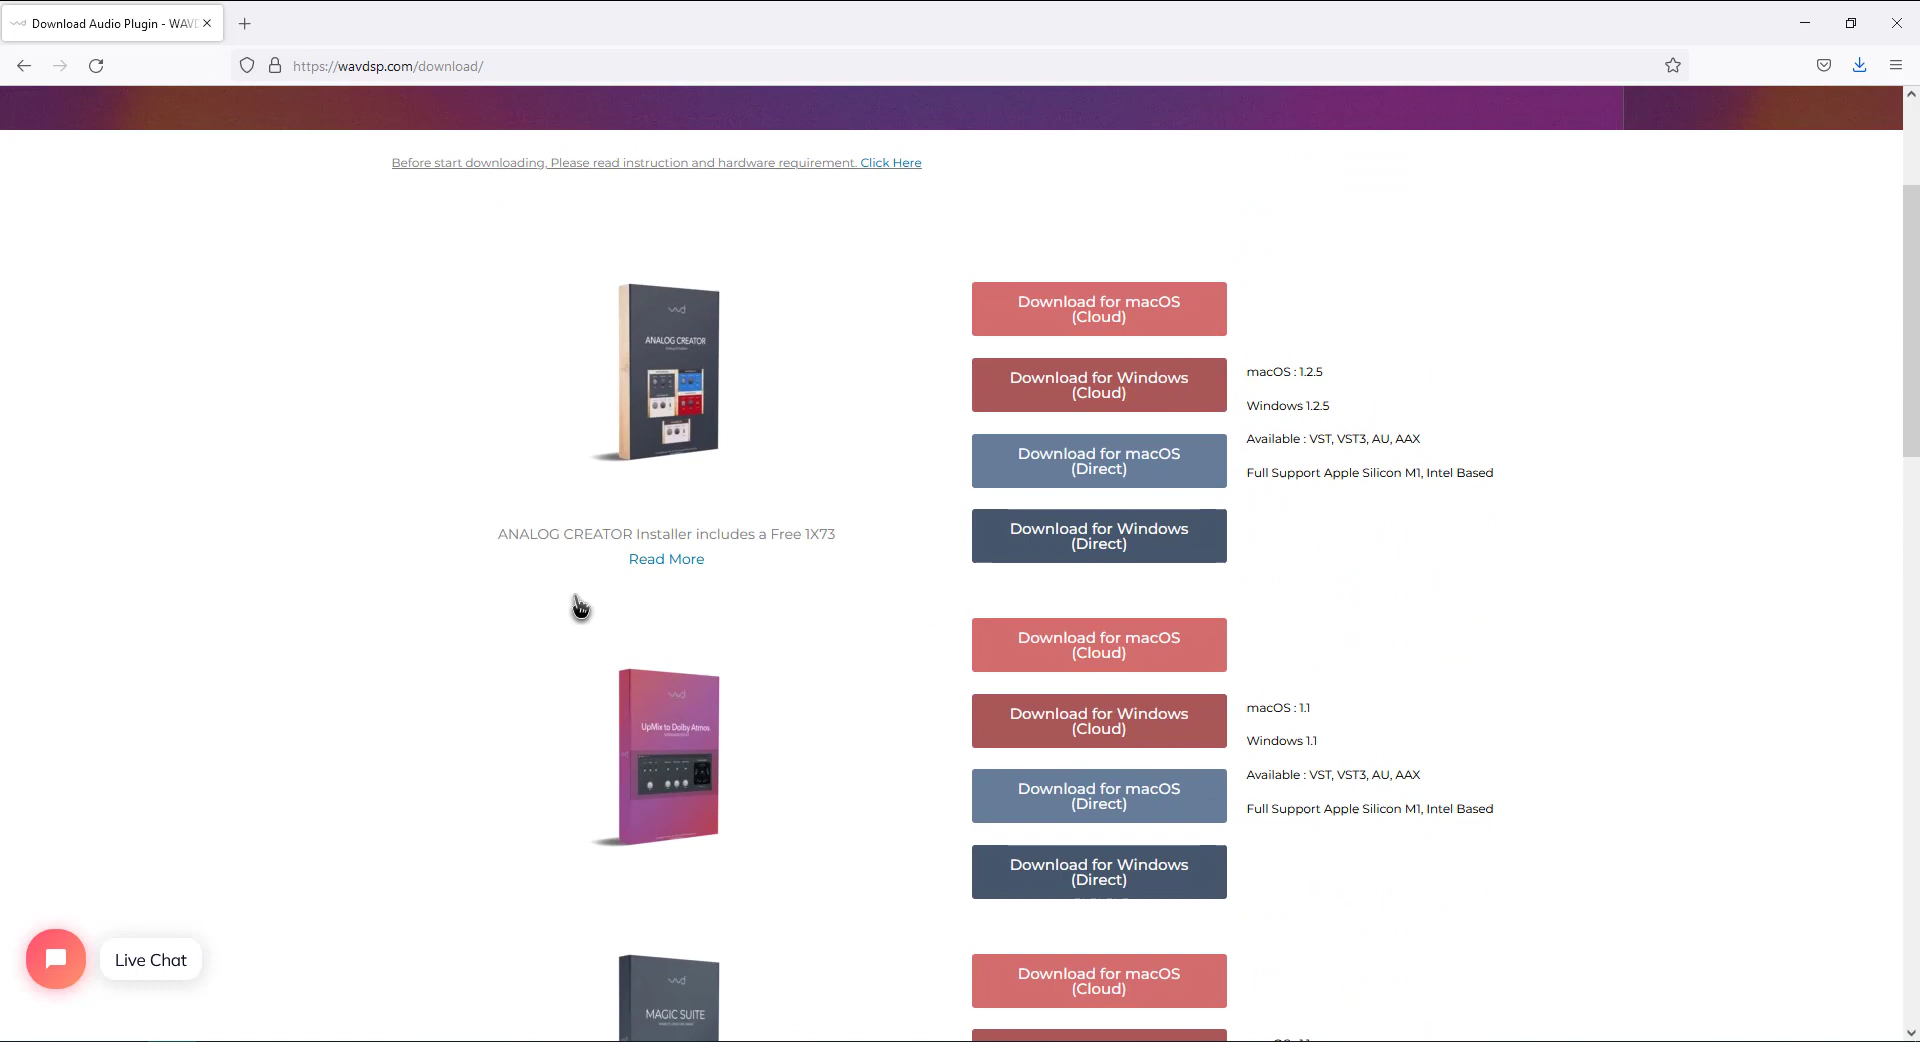 Download Audio Plugin - WAVD
https://wavdsp.com/download/
Before start downloading, Please read instruction and hardware requirement. Click Here
ANALOG CREATOR
Download for macOS
(Cloud)
Download for Windows
(Cloud)
Download for macOS
(Direct)
Download for Windows
(Direct)
macOS : 1.2.5
Windows 1.2.5
Available : VST, VST3, AU, AAX
Full Support Apple Silicon M1, Intel Based
ANALOG CREATOR Installer includes a Free 1X73
Read More
UpMix to Dolby Atmos
Download for macOS
(Cloud)
Download for Windows
(Cloud)
Download for macOS
(Direct)
Download for Windows
(Direct)
macOS : 1.1
Windows 1.1
Available : VST, VST3, AU, AAX
Full Support Apple Silicon M1, Intel Based
Live Chat
MAGIC SUITE
Download for macOS
(Cloud)